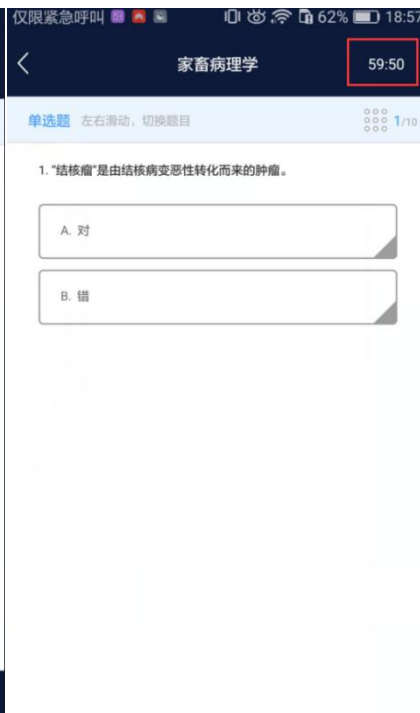 仅限紧急呼叫 62% 18:57
家畜病理学 59:50
单选题 左右滑动，切换题目 1/10
1. "结核瘤"是由结核病变恶性转化而来的肿瘤。
A. 对
B. 错